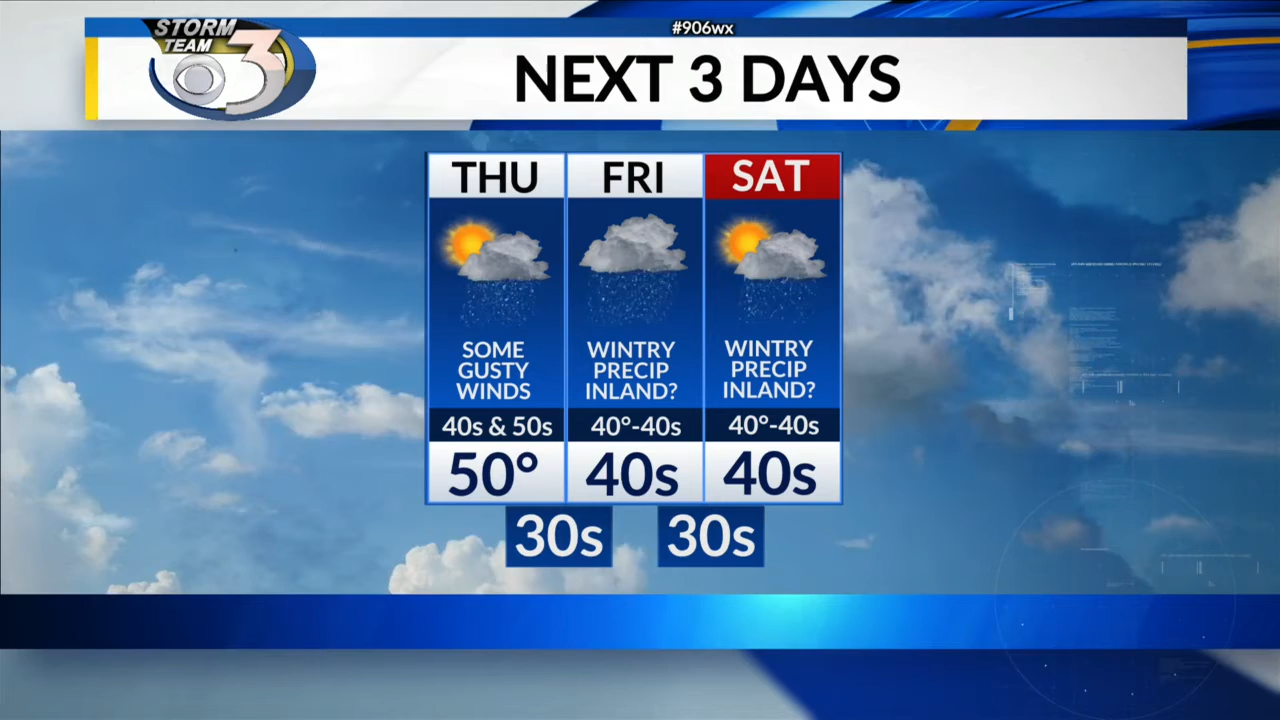 #906wx
STORM
TEAM
3
NEXT 3 DAYS
THU
SOME
GUSTY
WINDS
40s & 50s
50°
FRI
WINTRY
PRECIP
INLAND?
40°-40s
40s
SAT
WINTRY
PRECIP
INLAND?
40°-40s
40s
30s
30s